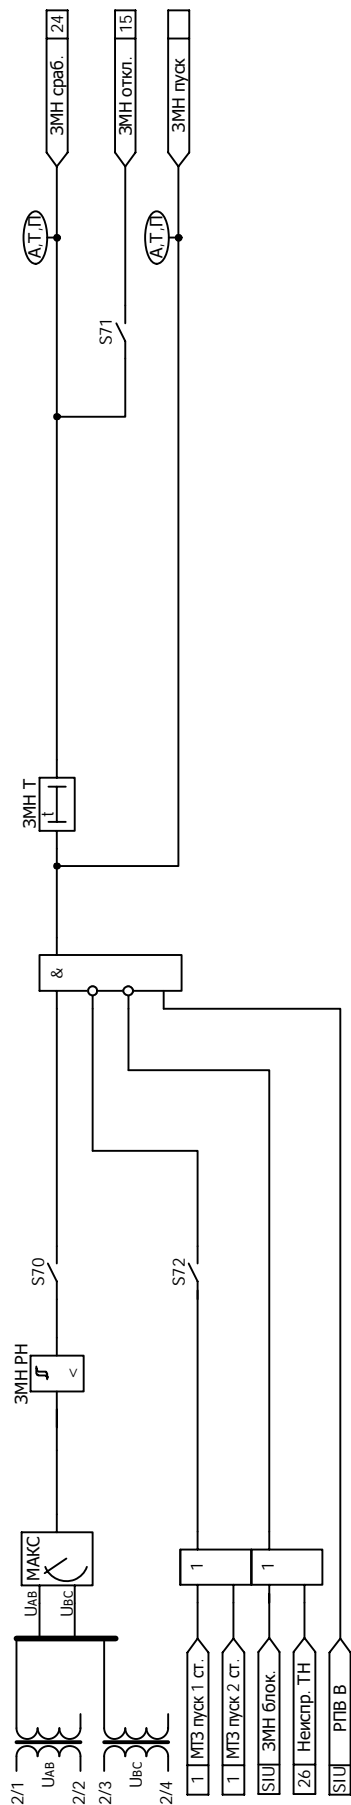 2/1
UAB
2/2
2/3
UBC
2/4
UAB
UBC
МАКС
ЗМН РН
<
S70
&
ЗМН Т
t
А,Т,П
ЗМН сраб. 24
S71
ЗМН откл. 15
А,Т,П
ЗМН пуск
1 МТЗ пуск 1 ст.
1 МТЗ пуск 2 ст.
SIU ЗМН блок.
26 Неиспр. ТН
SIU РПВ В
1
1
S72